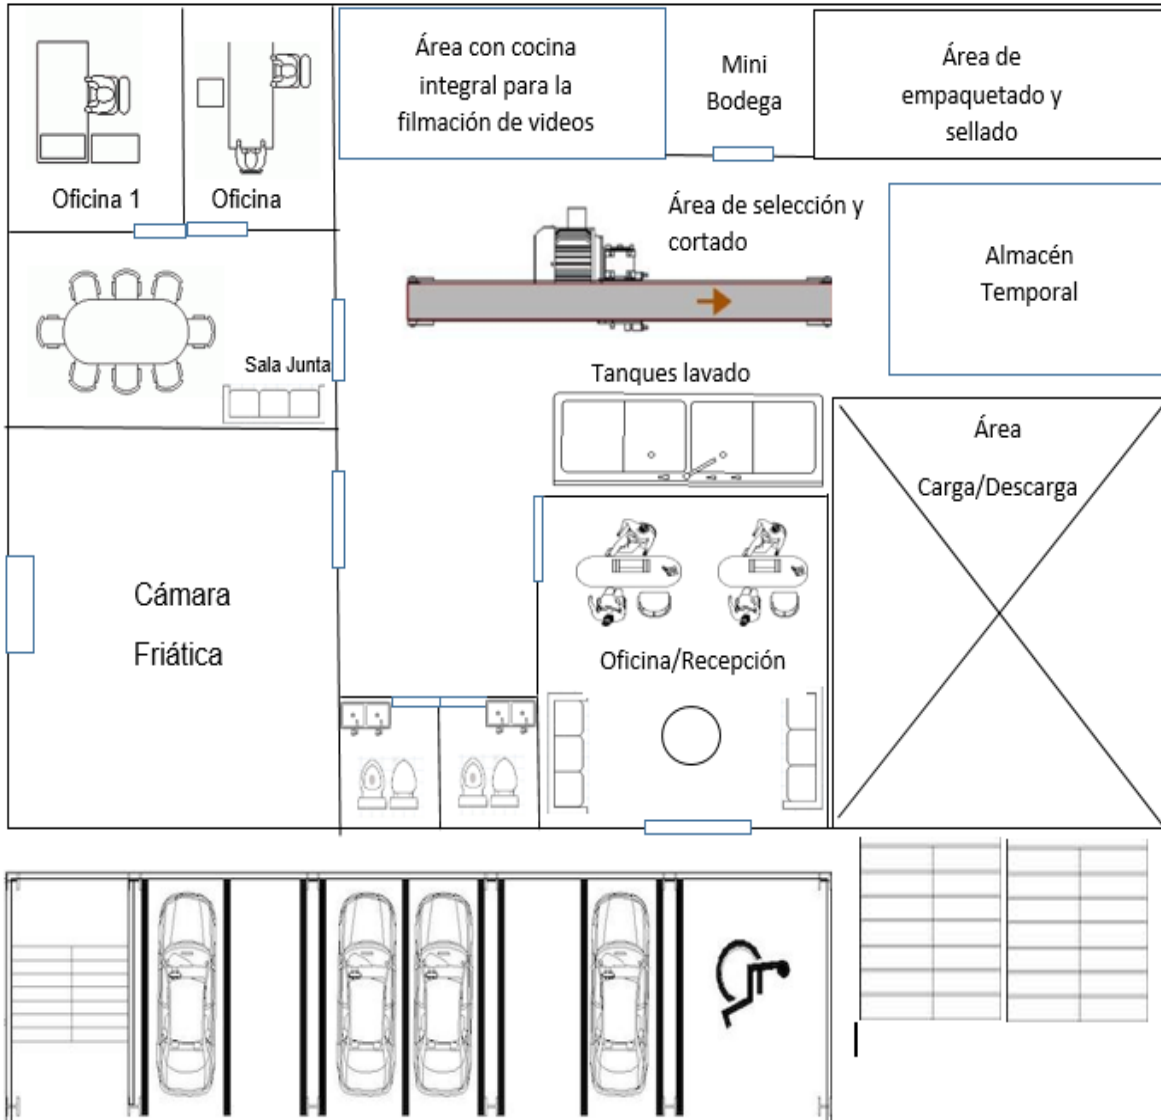 Área con cocina
integral para la
filmación de videos
Mini
Bodega
Área de
empaquetado y
sellado
Oficina 1
Oficina
Área de selección y
cortado
Almacén
Temporal
Sala Junta
Tanques lavado
Área
Carga/Descarga
Cámara
Friática
Oficina/Recepción